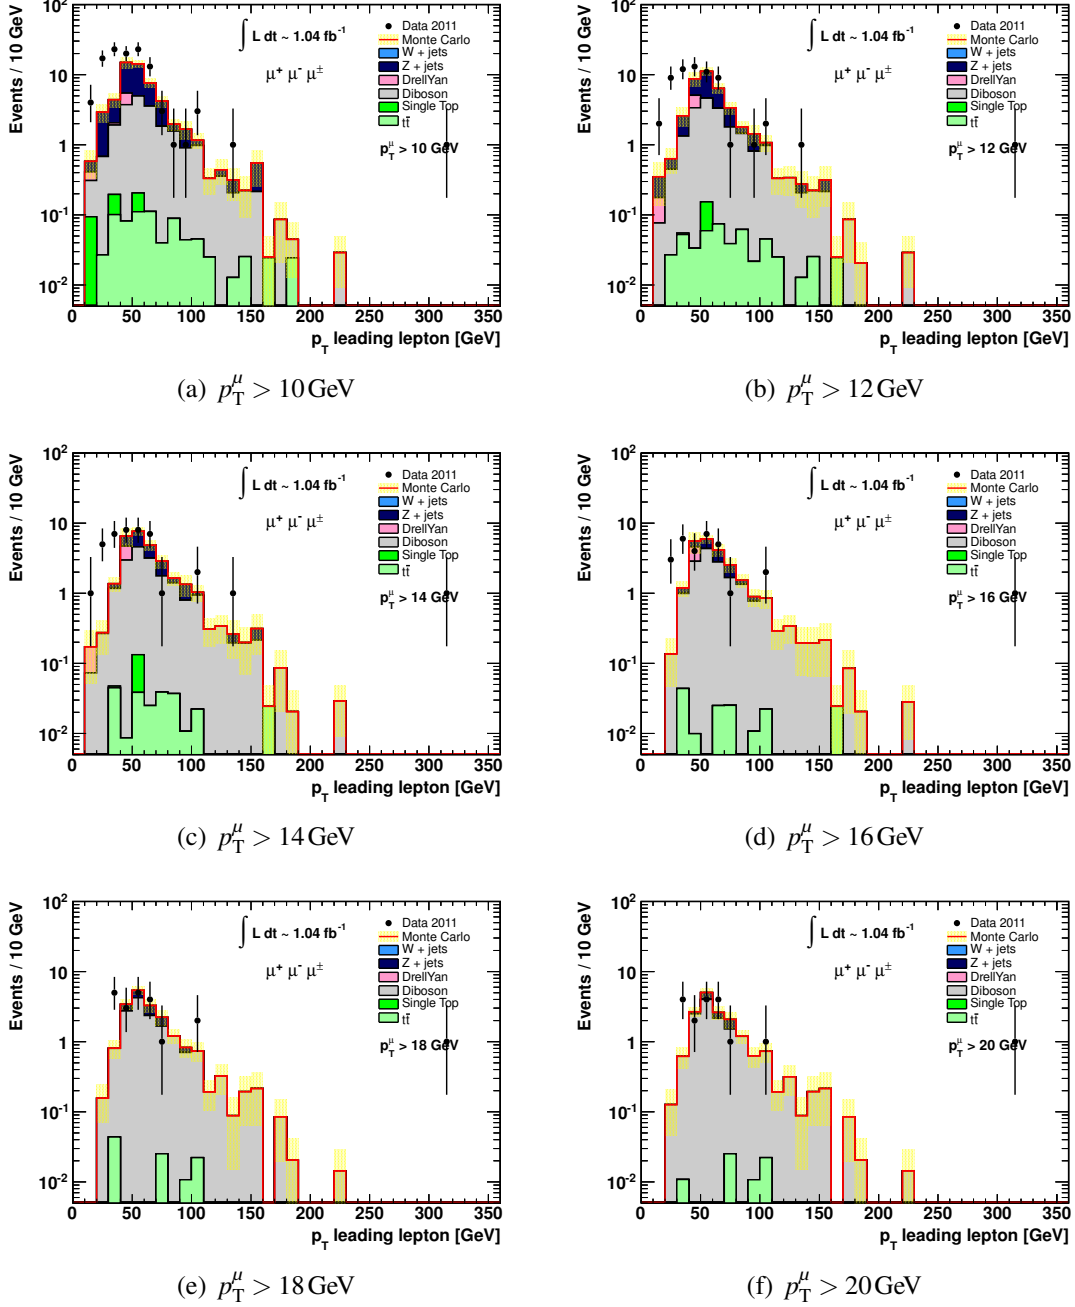 Events / 10 GeV
10²
10
1
10⁻¹
10⁻²
∫ L dt ~ 1.04 fb⁻¹
μ⁺ μ⁻ μ±
Data 2011
Monte Carlo
W + jets
Z + jets
DrellYan
Diboson
Single Top
tt̄
p_T^μ > 10 GeV
0 50 100 150 200 250 300 350
p_T leading lepton [GeV]
(a) p_T^μ > 10 GeV
Events / 10 GeV
10²
10
1
10⁻¹
10⁻²
∫ L dt ~ 1.04 fb⁻¹
μ⁺ μ⁻ μ±
Data 2011
Monte Carlo
W + jets
Z + jets
DrellYan
Diboson
Single Top
tt̄
p_T^μ > 12 GeV
0 50 100 150 200 250 300 350
p_T leading lepton [GeV]
(b) p_T^μ > 12 GeV
Events / 10 GeV
10²
10
1
10⁻¹
10⁻²
∫ L dt ~ 1.04 fb⁻¹
μ⁺ μ⁻ μ±
Data 2011
Monte Carlo
W + jets
Z + jets
DrellYan
Diboson
Single Top
tt̄
p_T^μ > 14 GeV
0 50 100 150 200 250 300 350
p_T leading lepton [GeV]
(c) p_T^μ > 14 GeV
Events / 10 GeV
10²
10
1
10⁻¹
10⁻²
∫ L dt ~ 1.04 fb⁻¹
μ⁺ μ⁻ μ±
Data 2011
Monte Carlo
W + jets
Z + jets
DrellYan
Diboson
Single Top
tt̄
p_T^μ > 16 GeV
0 50 100 150 200 250 300 350
p_T leading lepton [GeV]
(d) p_T^μ > 16 GeV
Events / 10 GeV
10²
10
1
10⁻¹
10⁻²
∫ L dt ~ 1.04 fb⁻¹
μ⁺ μ⁻ μ±
Data 2011
Monte Carlo
W + jets
Z + jets
DrellYan
Diboson
Single Top
tt̄
p_T^μ > 18 GeV
0 50 100 150 200 250 300 350
p_T leading lepton [GeV]
(e) p_T^μ > 18 GeV
Events / 10 GeV
10²
10
1
10⁻¹
10⁻²
∫ L dt ~ 1.04 fb⁻¹
μ⁺ μ⁻ μ±
Data 2011
Monte Carlo
W + jets
Z + jets
DrellYan
Diboson
Single Top
tt̄
p_T^μ > 20 GeV
0 50 100 150 200 250 300 350
p_T leading lepton [GeV]
(f) p_T^μ > 20 GeV